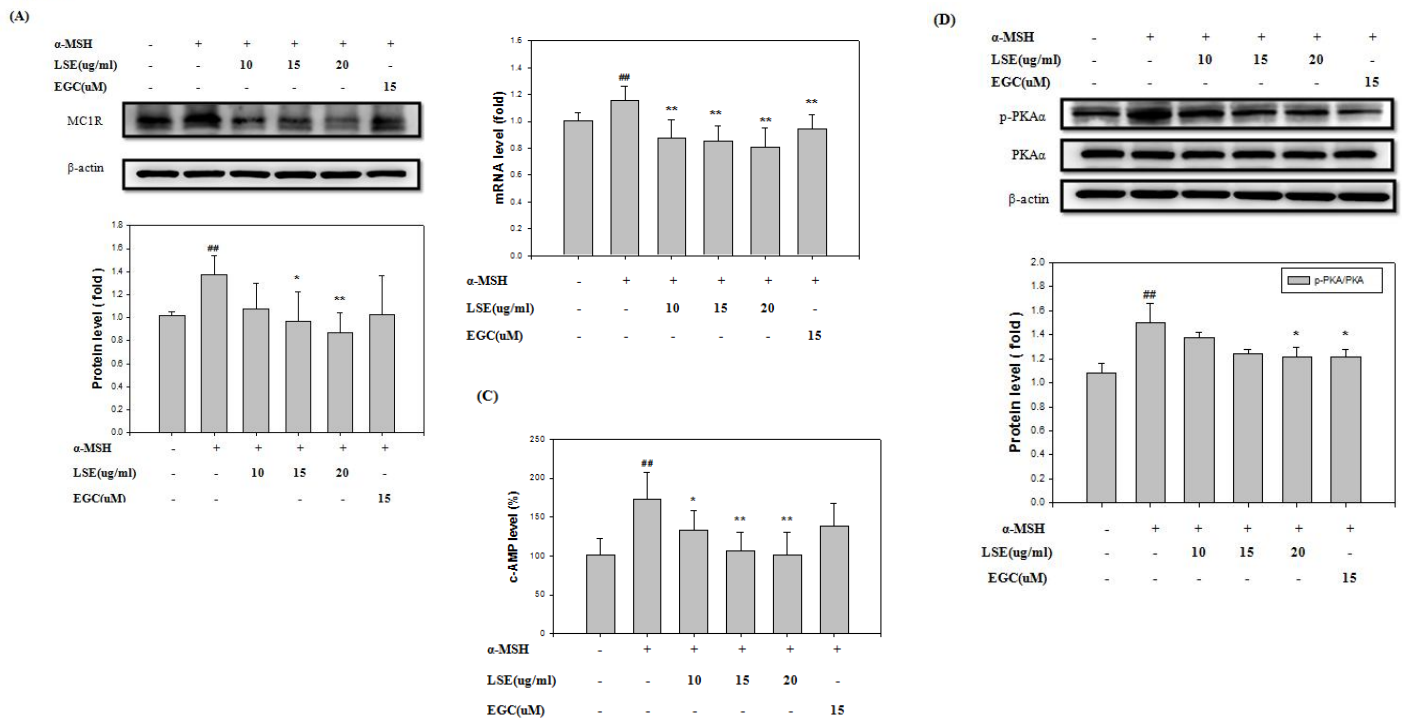 (A)
α-MSH - + + + + +
LSE(ug/ml) - - 10 15 20 -
EGC(uM) - - - - - 15
MC1R
β-actin
Protein level ( fold )
1.8
1.6
1.4
1.2
1.0
0.8
0.6
0.4
0.2
0.0
## * **
α-MSH - + + + + +
LSE(ug/ml) - - 10 15 20 -
EGC(uM) - - - - - 15
mRNA level (fold)
1.6
1.4
1.2
1.0
0.8
0.6
0.4
0.2
0.0
## ** ** ** **
α-MSH - + + + + +
LSE(ug/ml) - - 10 15 20 -
EGC(uM) - - - - - 15
(C)
c-AMP level (%)
250
200
150
100
50
0
## * ** **
α-MSH - + + + + +
LSE(ug/ml) - - 10 15 20 -
EGC(uM) - - - - - 15
(D)
α-MSH - + + + + +
LSE(ug/ml) - - 10 15 20 -
EGC(uM) - - - - - 15
p-PKAα
PKAα
β-actin
Protein level ( fold )
2.0
1.8
1.6
1.4
1.2
1.0
0.8
0.6
0.4
0.2
0.0
p-PKA/PKA
## * *
α-MSH - + + + + +
LSE(ug/ml) - - 10 15 20 -
EGC(uM) - - - - - 15